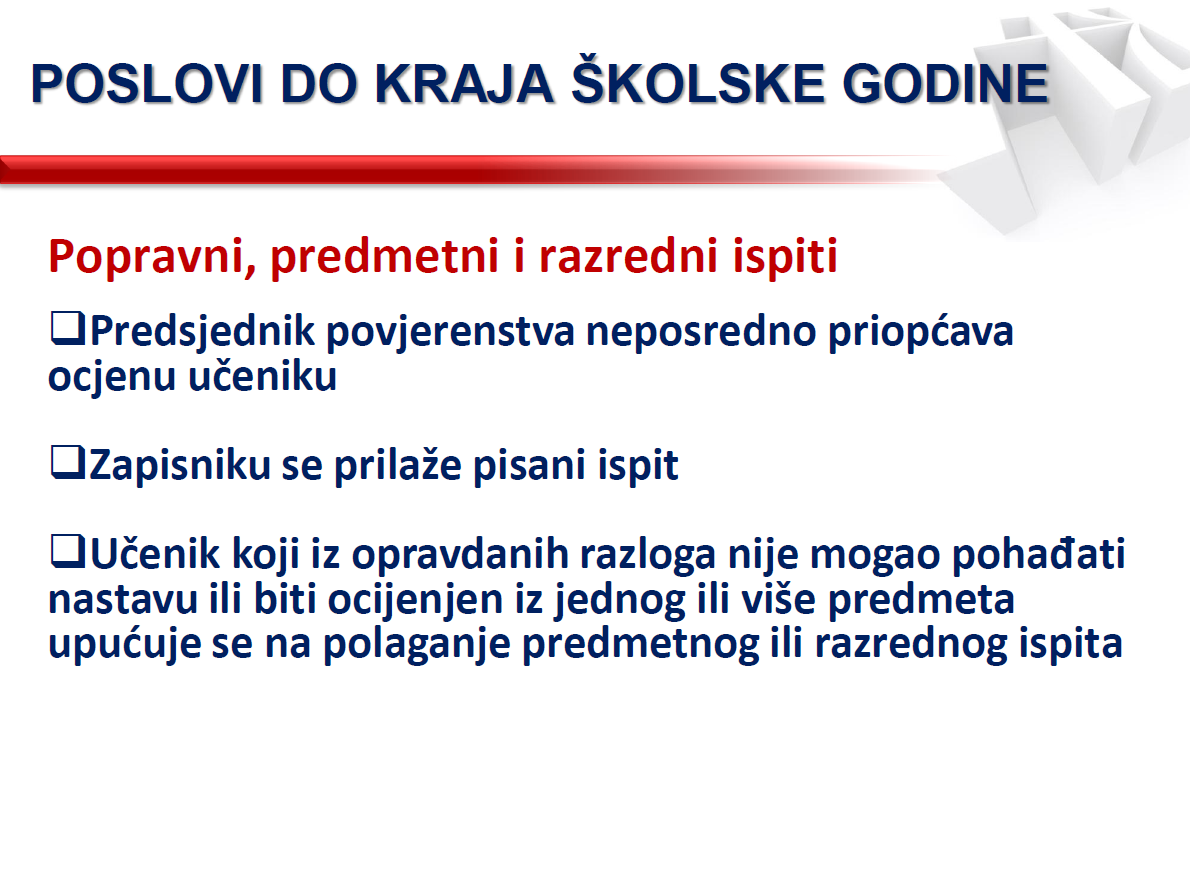 POSLOVI DO KRAJA ŠKOLSKE GODINE
Popravni, predmetni i razredni ispiti
❑Predsjednik povjerenstva neposredno priopćava
ocjenu učeniku
❑Zapisniku se prilaže pisani ispit
❑Učenik koji iz opravdanih razloga nije mogao pohađati
nastavu ili biti ocijenjen iz jednog ili više predmeta
upućuje se na polaganje predmetnog ili razrednog ispita